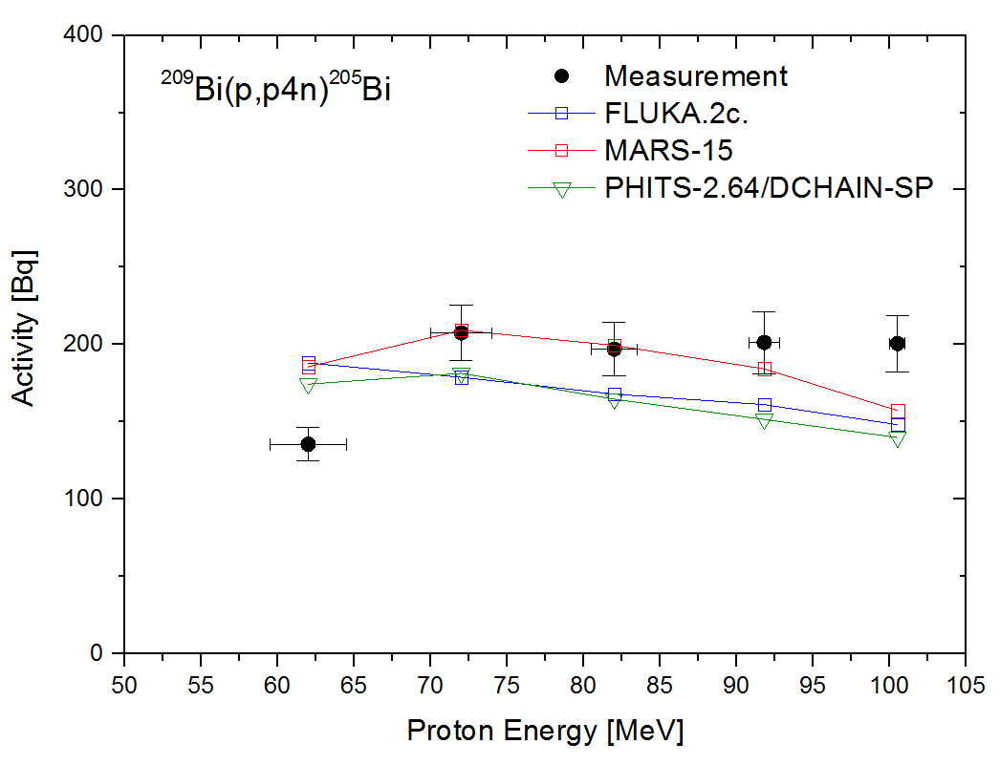 ²⁰⁹Bi(p,p4n)²⁰⁵Bi
Measurement
FLUKA.2c.
MARS-15
PHITS-2.64/DCHAIN-SP
Activity [Bq]
400
300
200
100
0
50 55 60 65 70 75 80 85 90 95 100 105
Proton Energy [MeV]